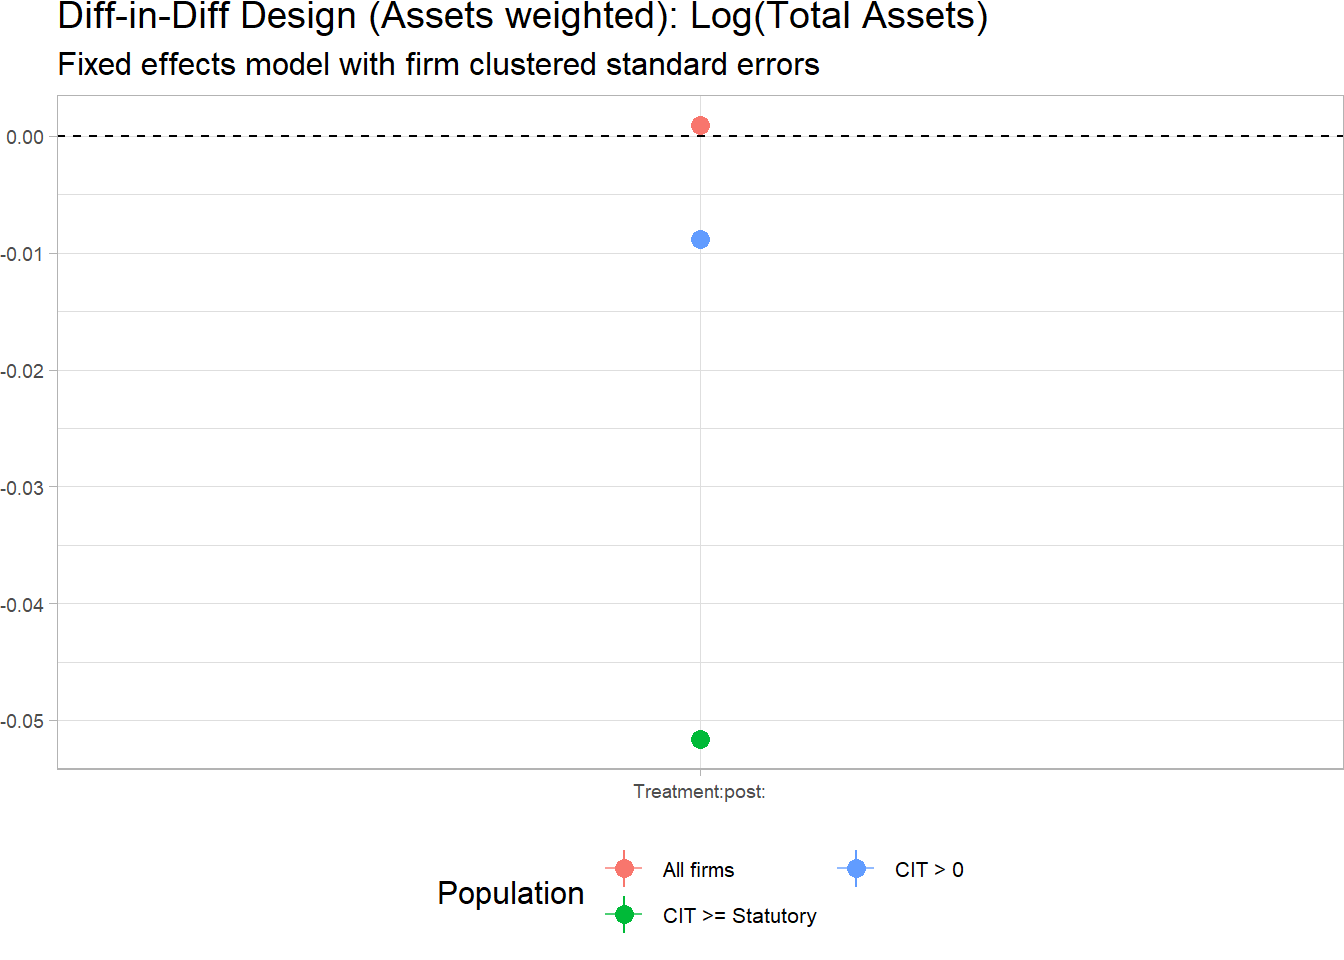 Diff-in-Diff Design (Assets weighted): Log(Total Assets)
Fixed effects model with firm clustered standard errors
0.00
-0.01
-0.02
-0.03
-0.04
-0.05
Treatment:post:
Population
All firms
CIT > 0
CIT >= Statutory